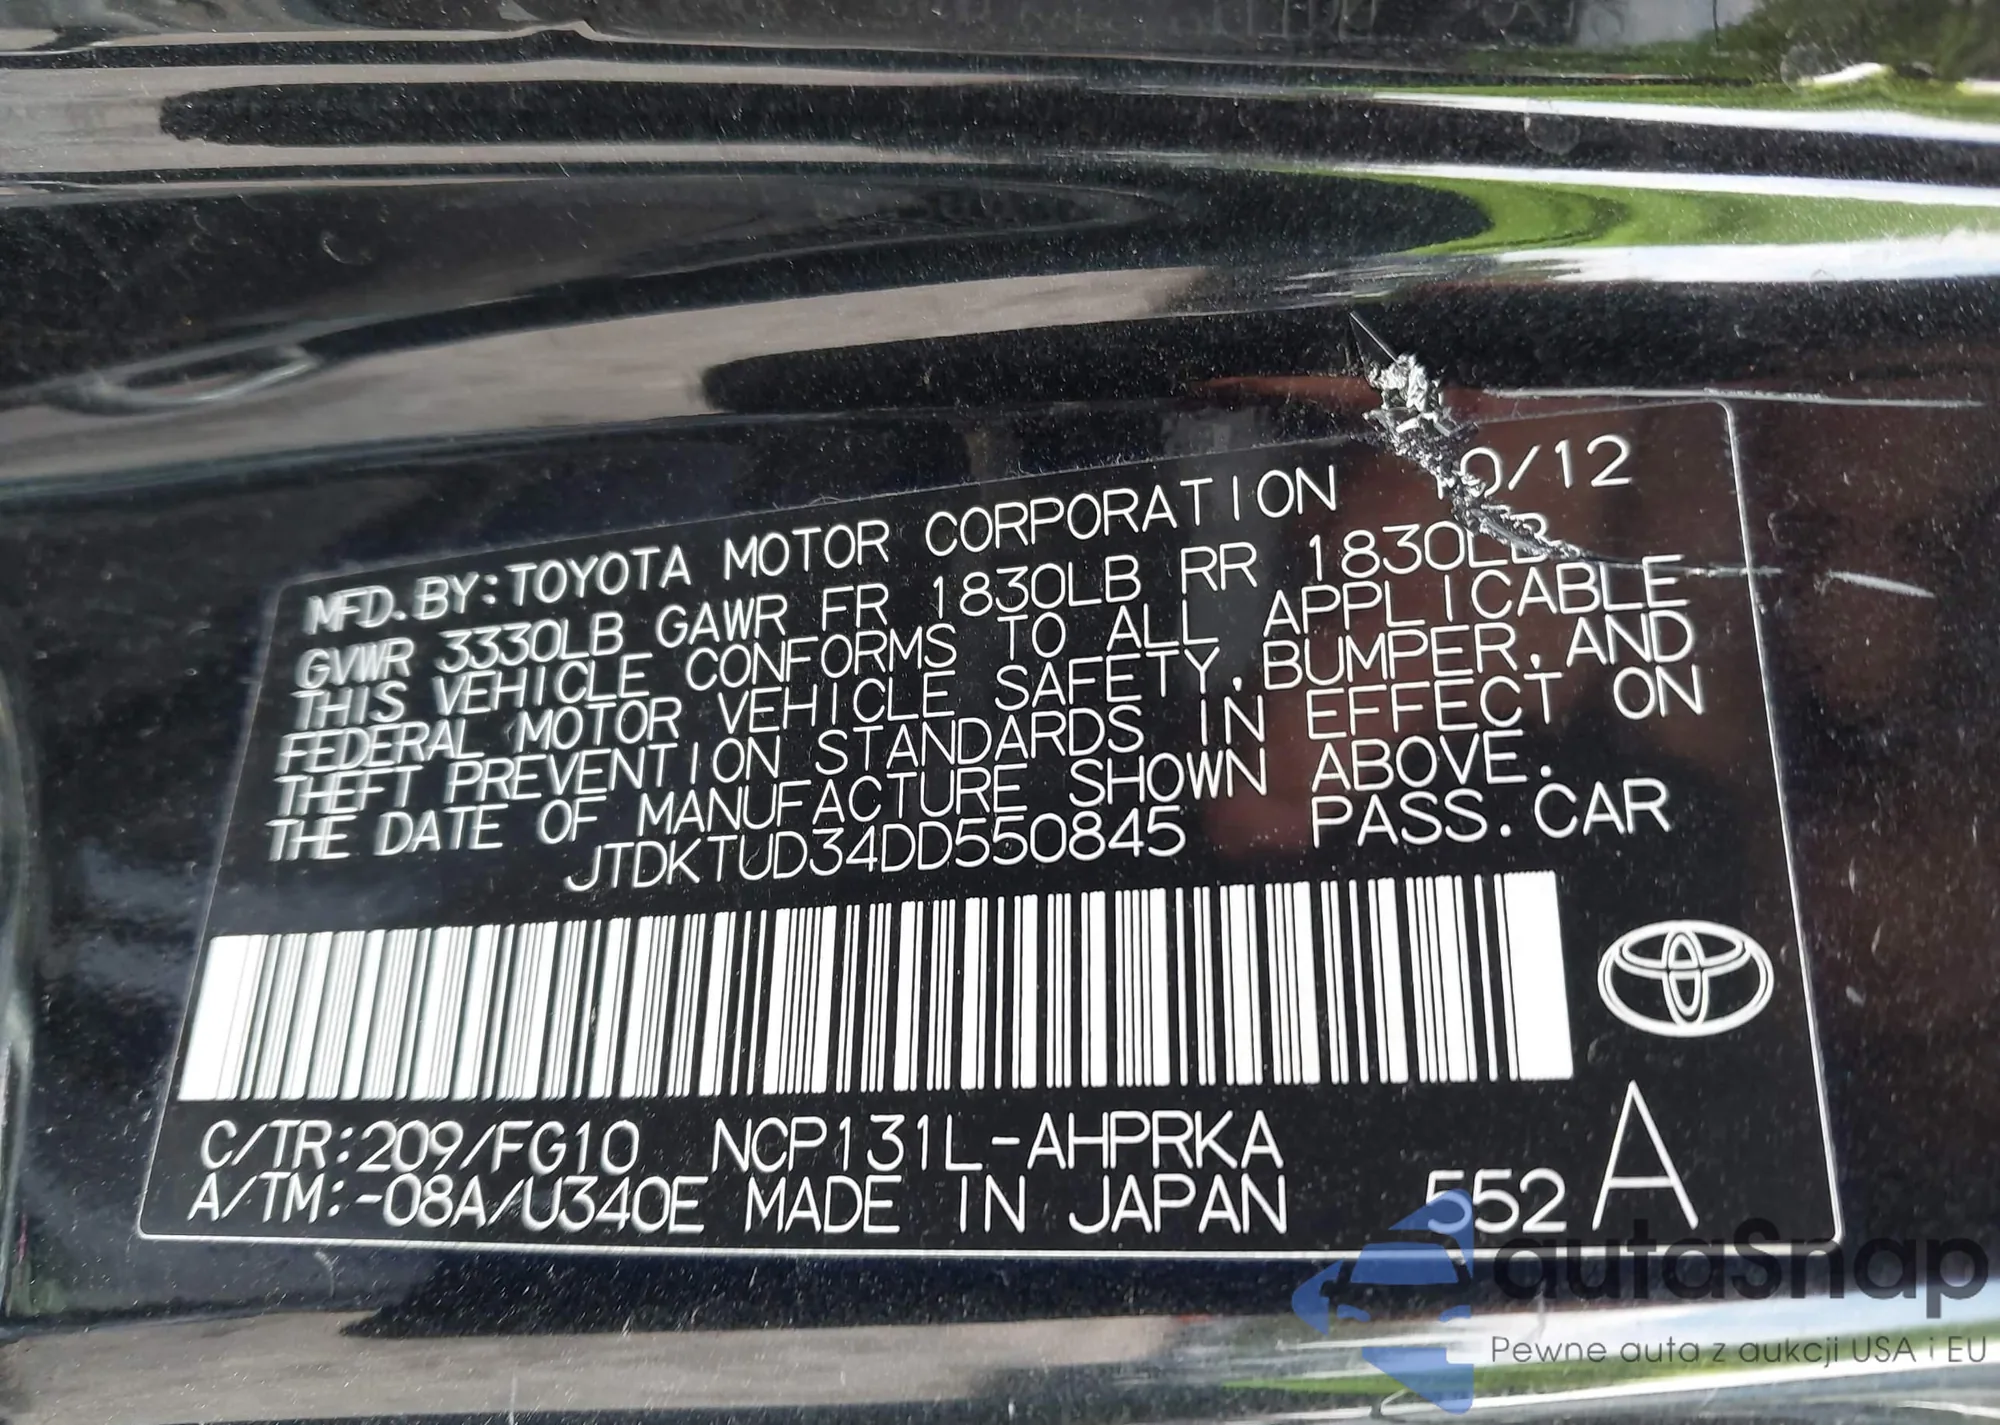 MFD.BY:TOYOTA MOTOR CORPORATION 10/12
GVWR 3330LB GAWR FR 1830LB RR 1830LB
THIS VEHICLE CONFORMS TO ALL APPLICABLE
FEDERAL MOTOR VEHICLE SAFETY, BUMPER, AND
THEFT PREVENTION STANDARDS IN EFFECT ON
THE DATE OF MANUFACTURE SHOWN ABOVE.
JTDKTUD34DD550845 PASS.CAR
C/TR:209/FG10 NCP131L-AHPRKA
A/TM:-08A/U340E MADE IN JAPAN 552 A
autaSnap
Pewne auta z aukcji USA i EU